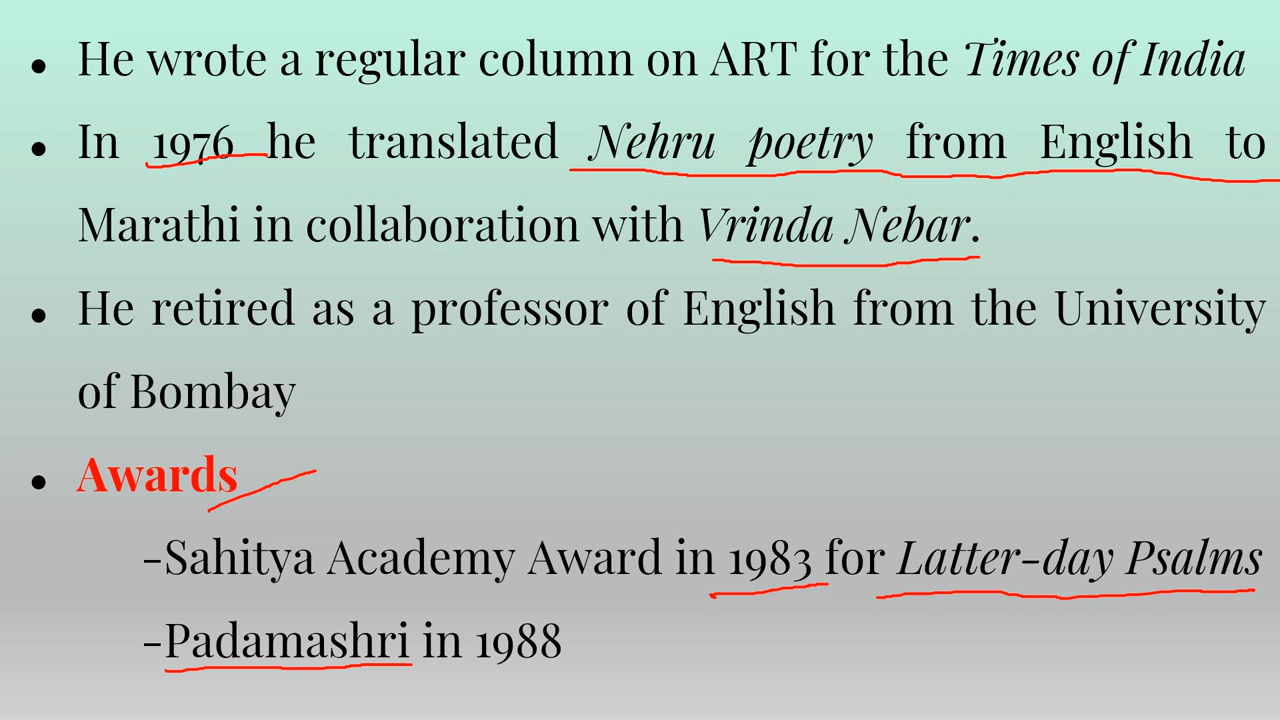 • He wrote a regular column on ART for the Times of India
• In 1976 he translated Nehru poetry from English to
Marathi in collaboration with Vrinda Nebar.
• He retired as a professor of English from the University
of Bombay
• Awards
-Sahitya Academy Award in 1983 for Latter-day Psalms
-Padamashri in 1988